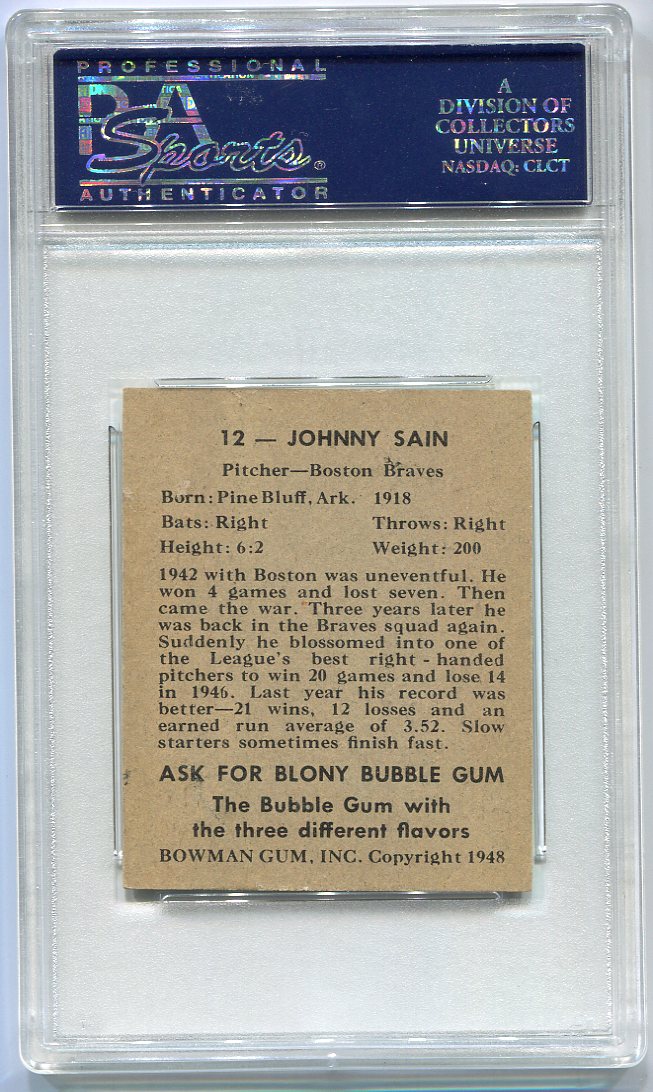 PROFESSIONAL
PSA
Sports®
AUTHENTICATOR
A
DIVISION OF
COLLECTORS
UNIVERSE
NASDAQ: CLCT
12 — JOHNNY SAIN
Pitcher—Boston Braves
Born: Pine Bluff, Ark. 1918
Bats: Right Throws: Right
Height: 6:2 Weight: 200
1942 with Boston was uneventful. He
won 4 games and lost seven. Then
came the war. Three years later he
was back in the Braves squad again.
Suddenly he blossomed into one of
the League's best right - handed
pitchers to win 20 games and lose 14
in 1946. Last year his record was
better—21 wins, 12 losses and an
earned run average of 3.52. Slow
starters sometimes finish fast.
ASK FOR BLONY BUBBLE GUM
The Bubble Gum with
the three different flavors
BOWMAN GUM, INC. Copyright 1948